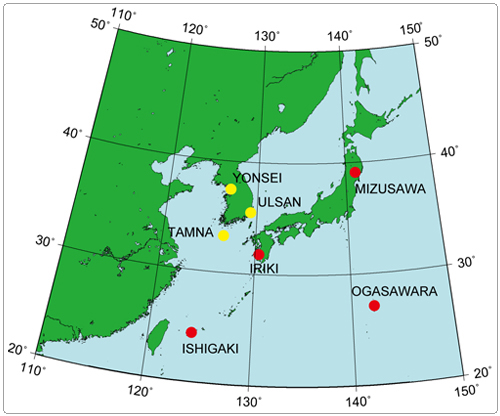 110°
120°
130°
140°
150°
50°
50°
40°
40°
YONSEI
ULSAN
MIZUSAWA
TAMNA
30°
30°
IRIKI
OGASAWARA
ISHIGAKI
20°
20°
110°
120°
130°
140°
150°